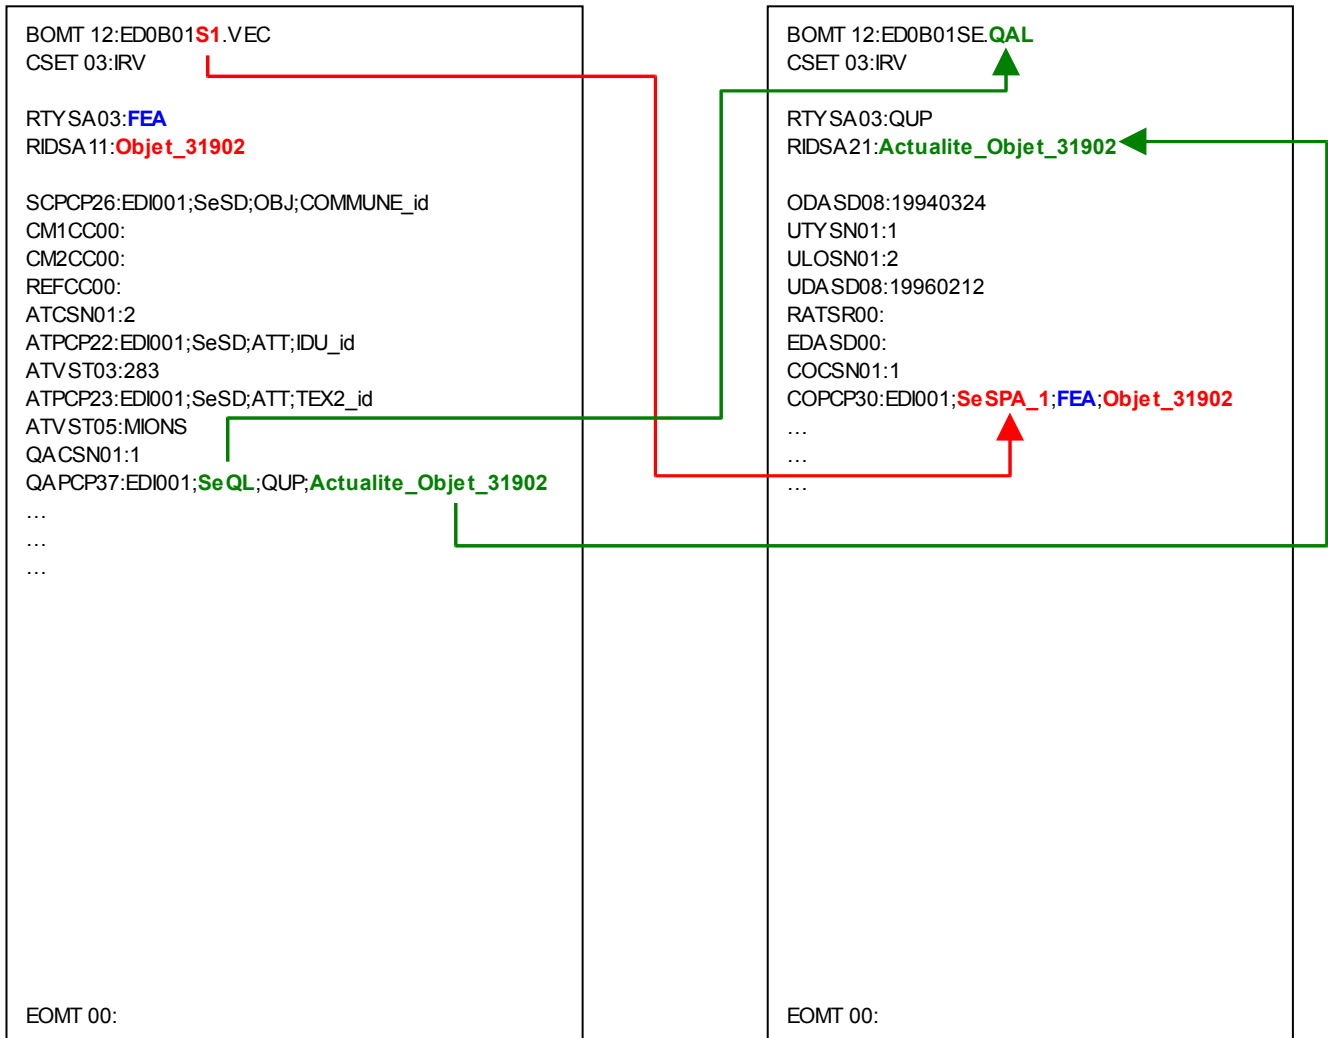 BOMT 12:ED0B01S1.VEC
CSET 03:IRV
RTYSA03:FEA
RIDSA11:Objet_31902
SCPCP26:EDI001;SeSD;OBJ;COMMUNE_id
CM1CC00:
CM2CC00:
REFCC00:
ATCSN01:2
ATPCP22:EDI001;SeSD;ATT;IDU_id
ATVST03:283
ATPCP23:EDI001;SeSD;ATT;TEX2_id
ATVST05:MIONS
QACSN01:1
QAPCP37:EDI001;SeQL;QUP;Actualite_Objet_31902
...
...
...
EOMT 00:
BOMT 12:ED0B01SE.QAL
CSET 03:IRV
RTYSA03:QUP
RIDSA21:Actualite_Objet_31902
ODASD08:19940324
UTYSN01:1
ULOSN01:2
UDASD08:19960212
RATSR00:
EDASD00:
COCSN01:1
COPCP30:EDI001;SeSPA_1;FEA;Objet_31902
...
...
...
EOMT 00: